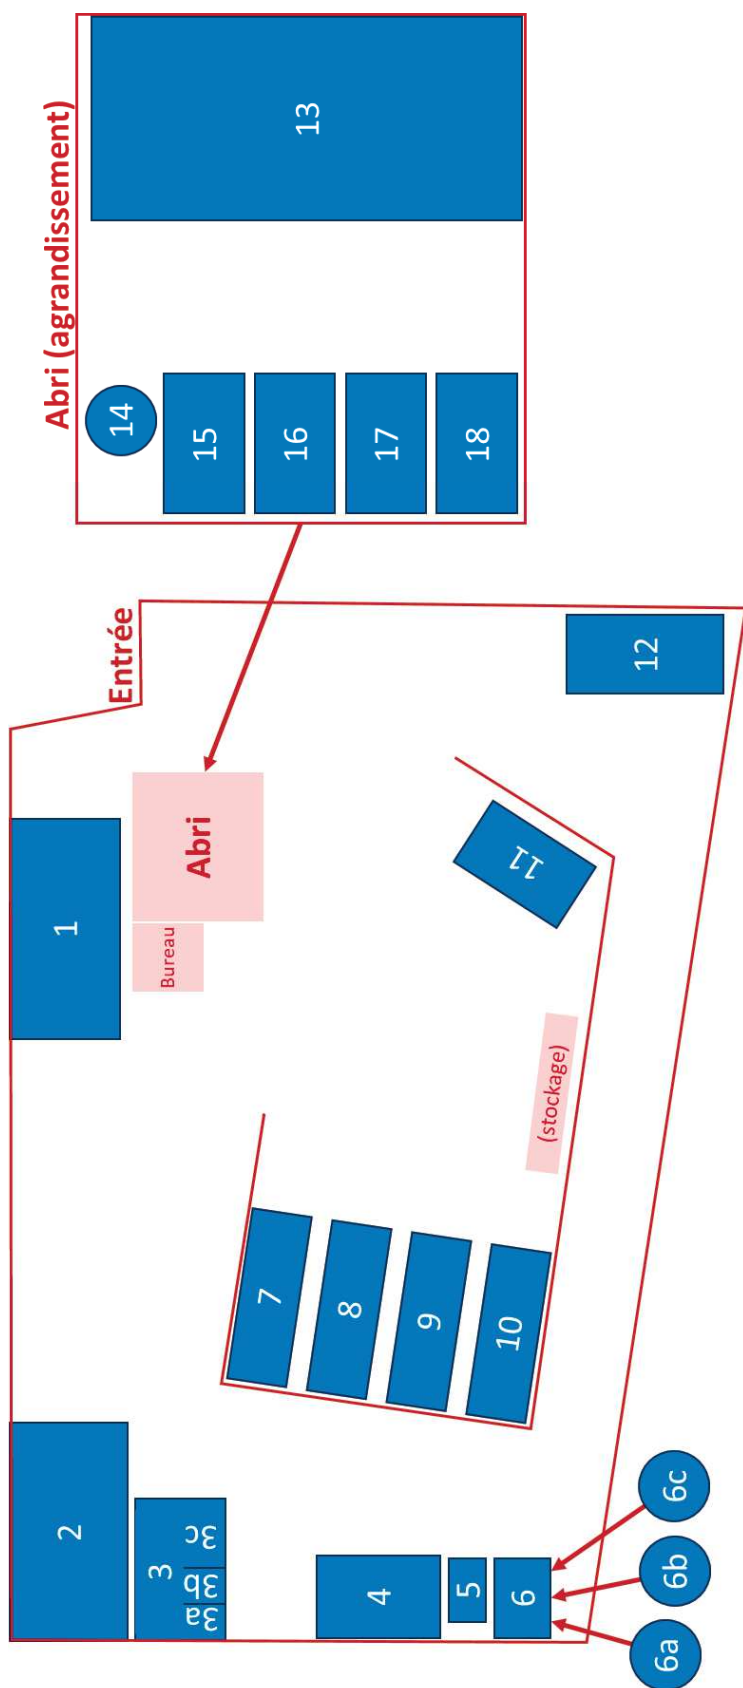 Abri (agrandissement)
13
14
15
16
17
18
Entrée
12
Abri
Bureau
1
11
(stockage)
7
8
9
10
2
3
3a
3b
3c
4
5
6
6a
6b
6c